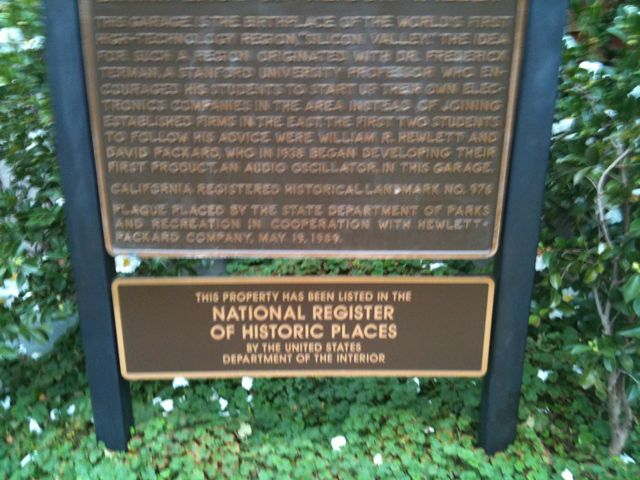 THIS GARAGE IS THE BIRTHPLACE OF THE WORLD'S FIRST
HIGH-TECHNOLOGY REGION, "SILICON VALLEY." THE IDEA
FOR SUCH A REGION ORIGINATED WITH DR. FREDERICK
TERMAN, A STANFORD UNIVERSITY PROFESSOR WHO EN-
COURAGED HIS STUDENTS TO START UP THEIR OWN ELEC-
TRONICS COMPANIES IN THE AREA INSTEAD OF JOINING
ESTABLISHED FIRMS IN THE EAST. THE FIRST TWO STUDENTS
TO FOLLOW HIS ADVICE WERE WILLIAM R. HEWLETT AND
DAVID PACKARD, WHO IN 1938 BEGAN DEVELOPING THEIR
FIRST PRODUCT, AN AUDIO OSCILLATOR, IN THIS GARAGE.
CALIFORNIA REGISTERED HISTORICAL LANDMARK NO. 976
PLAQUE PLACED BY THE STATE DEPARTMENT OF PARKS
AND RECREATION IN COOPERATION WITH HEWLETT-
PACKARD COMPANY, MAY 19, 1989.
THIS PROPERTY HAS BEEN LISTED IN THE
NATIONAL REGISTER
OF HISTORIC PLACES
BY THE UNITED STATES
DEPARTMENT OF THE INTERIOR